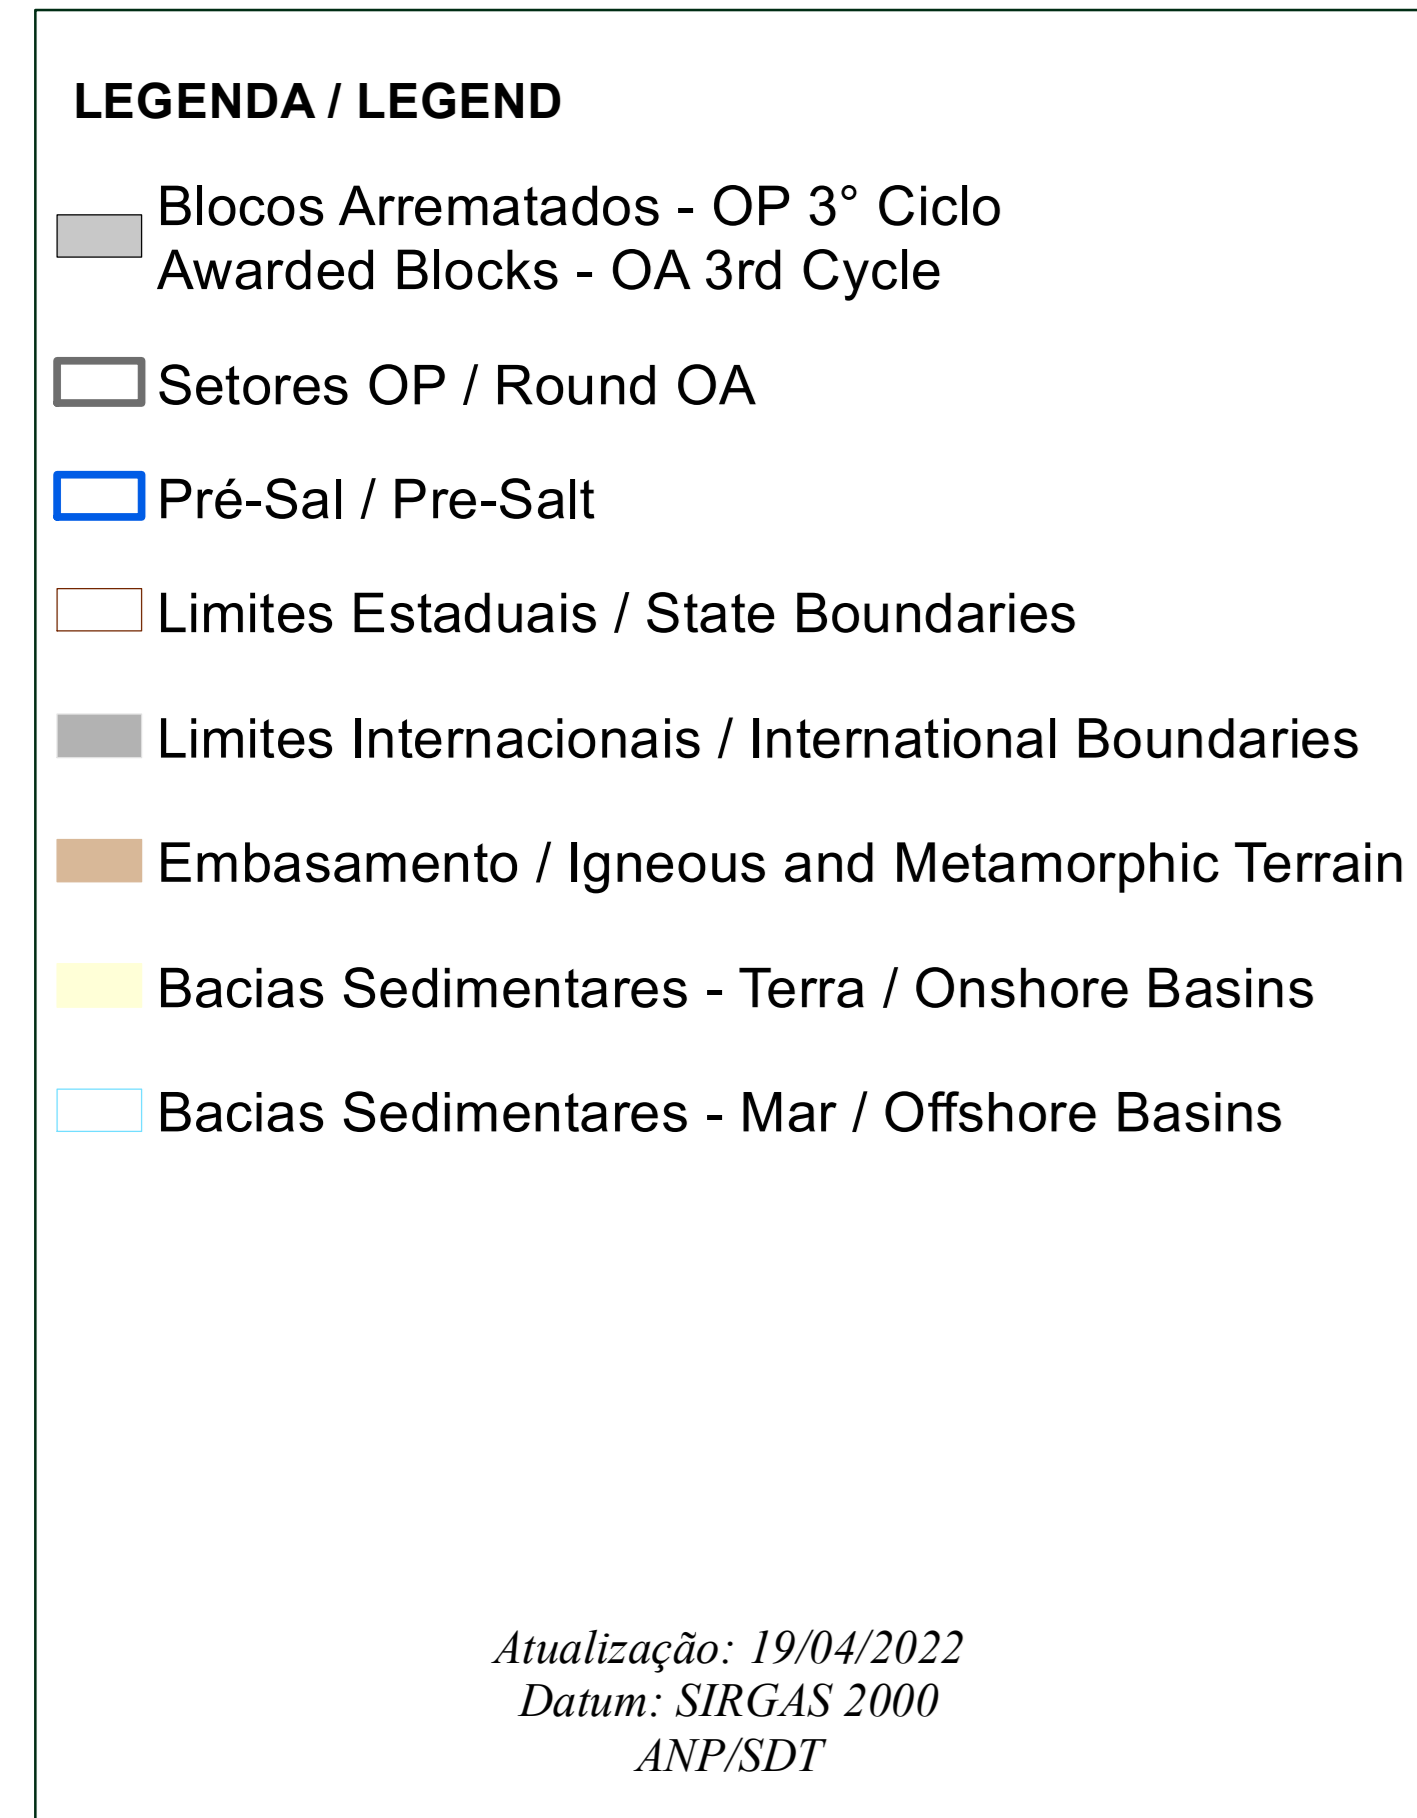 LEGENDA / LEGEND
Blocos Arrematados - OP 3° Ciclo
Awarded Blocks - OA 3rd Cycle
Setores OP / Round OA
Pré-Sal / Pre-Salt
Limites Estaduais / State Boundaries
Limites Internacionais / International Boundaries
Embasamento / Igneous and Metamorphic Terrain
Bacias Sedimentares - Terra / Onshore Basins
Bacias Sedimentares - Mar / Offshore Basins
Atualização: 19/04/2022
Datum: SIRGAS 2000
ANP/SDT